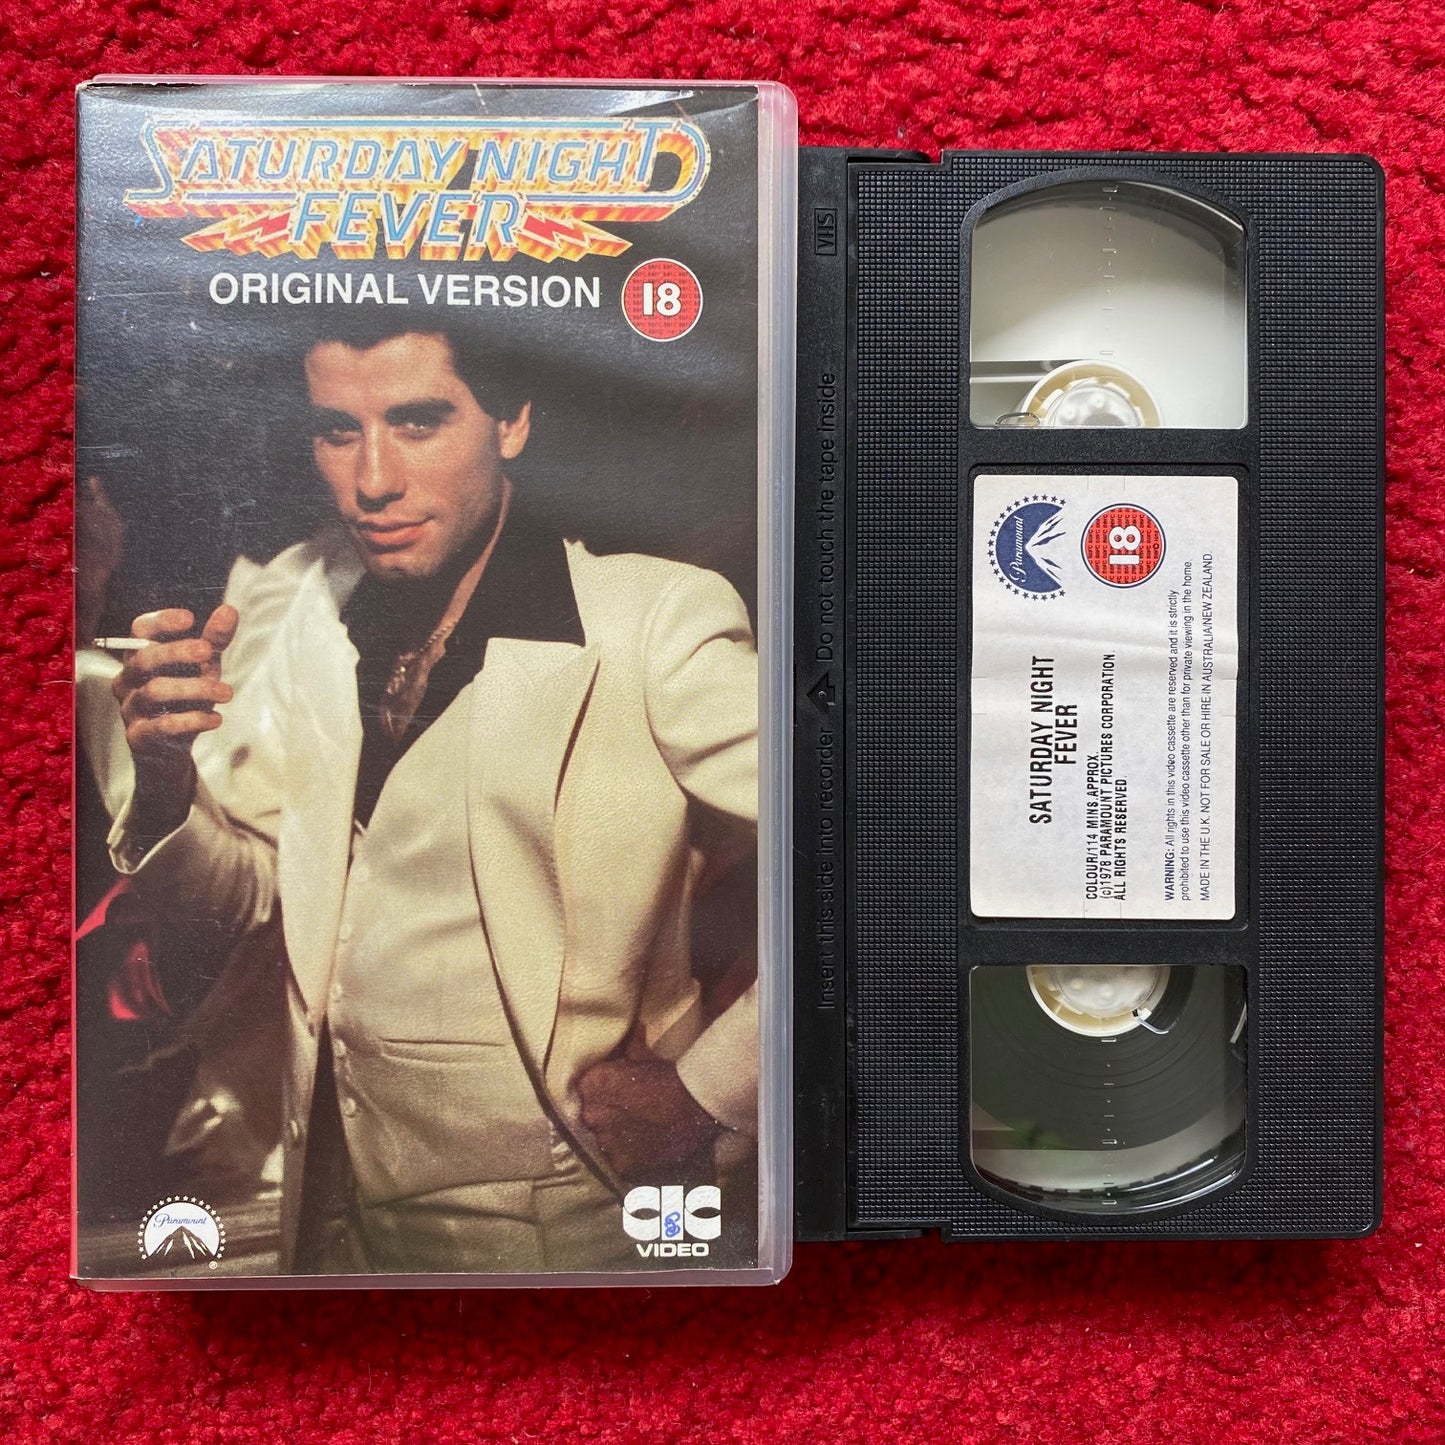 SATURDAY NIGHT
FEVER
ORIGINAL VERSION
18
Paramount
®
CIC
VIDEO
VHS
Insert this side into recorder
Do not touch the tape inside
Paramount
18
SATURDAY NIGHT
FEVER
COLOUR/114 MINS.APPROX.
(c)1978 PARAMOUNT PICTURES CORPORATION
ALL RIGHTS RESERVED
WARNING: All rights in this video cassette are reserved and it is strictly
prohibited to use this video cassette other than for private viewing in the home.
MADE IN THE U.K. NOT FOR SALE OR HIRE IN AUSTRALIA/NEW ZEALAND.